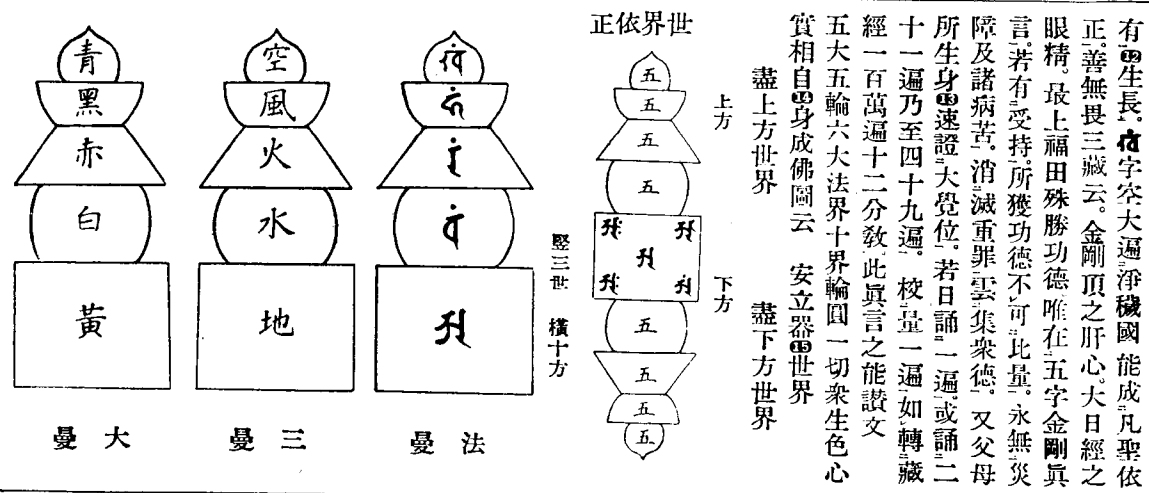 有⓬生長。字空大遍淨穢國能成凡聖依
正。善無畏三藏云。金剛頂之肝心。大日經之
眼精。最上福田殊勝功德唯在五字金剛眞
言。若有受持。所獲功德不可比量。永無災
障及諸病苦。消滅重罪雲集衆德。又父母
所生身⓭速證大覺位。若日誦一遍。或誦二
十一遍乃至四十九遍。校量一遍如轉藏
經一百萬遍十二分教此眞言之能讚文
五大五輪六大法界十界輪圓一切衆生色心
實相自⓮身成佛圖云　安立器⓯世界
盡上方世界　盡下方世界
上方
下方
世界依正
五
五
五
五
五
五
五
五
竪三世　橫十方
法曼
空
風
火
水
地
三曼
青
黑
赤
白
黃
大曼